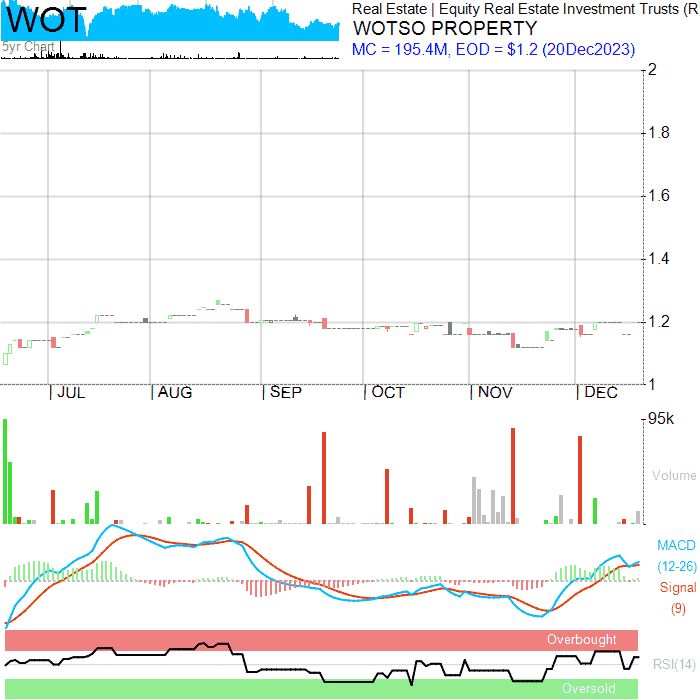 WOT
5yr Chart
Real Estate | Equity Real Estate Investment Trusts (R
WOTSO PROPERTY
MC = 195.4M, EOD = $1.2 (20Dec2023)
2
1.8
1.6
1.4
1.2
1
JUL AUG SEP OCT NOV DEC
95k
Volume
MACD
(12-26)
Signal
(9)
Overbought
RSI(14)
Oversold